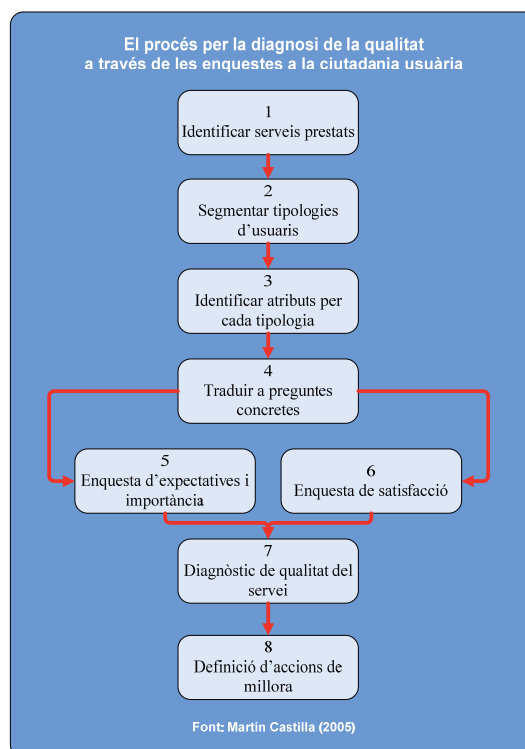 El procés per la diagnosi de la qualitat
a través de les enquestes a la ciutadania usuària
1
Identificar serveis prestats
2
Segmentar tipologies
d'usuaris
3
Identificar atributs per
cada tipologia
4
Traduir a preguntes
concretes
5
Enquesta d'expectatives i
importància
6
Enquesta de satisfacció
7
Diagnòstic de qualitat del
servei
8
Definició d'accions de
millora
Font: Martín Castilla (2005)